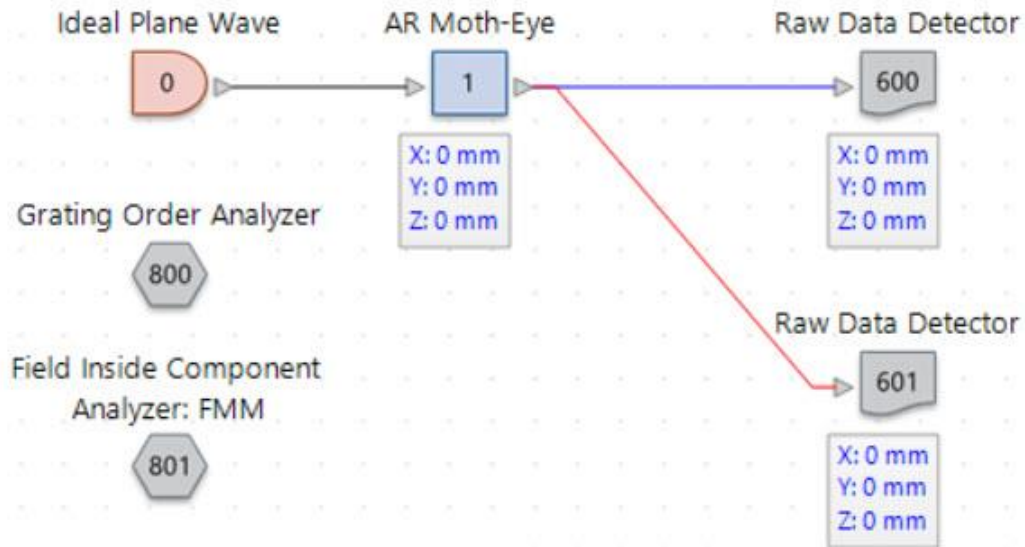 Ideal Plane Wave
AR Moth-Eye
Raw Data Detector
0
1
600
X: 0 mm
Y: 0 mm
Z: 0 mm
X: 0 mm
Y: 0 mm
Z: 0 mm
Grating Order Analyzer
800
Raw Data Detector
601
Field Inside Component
Analyzer: FMM
801
X: 0 mm
Y: 0 mm
Z: 0 mm